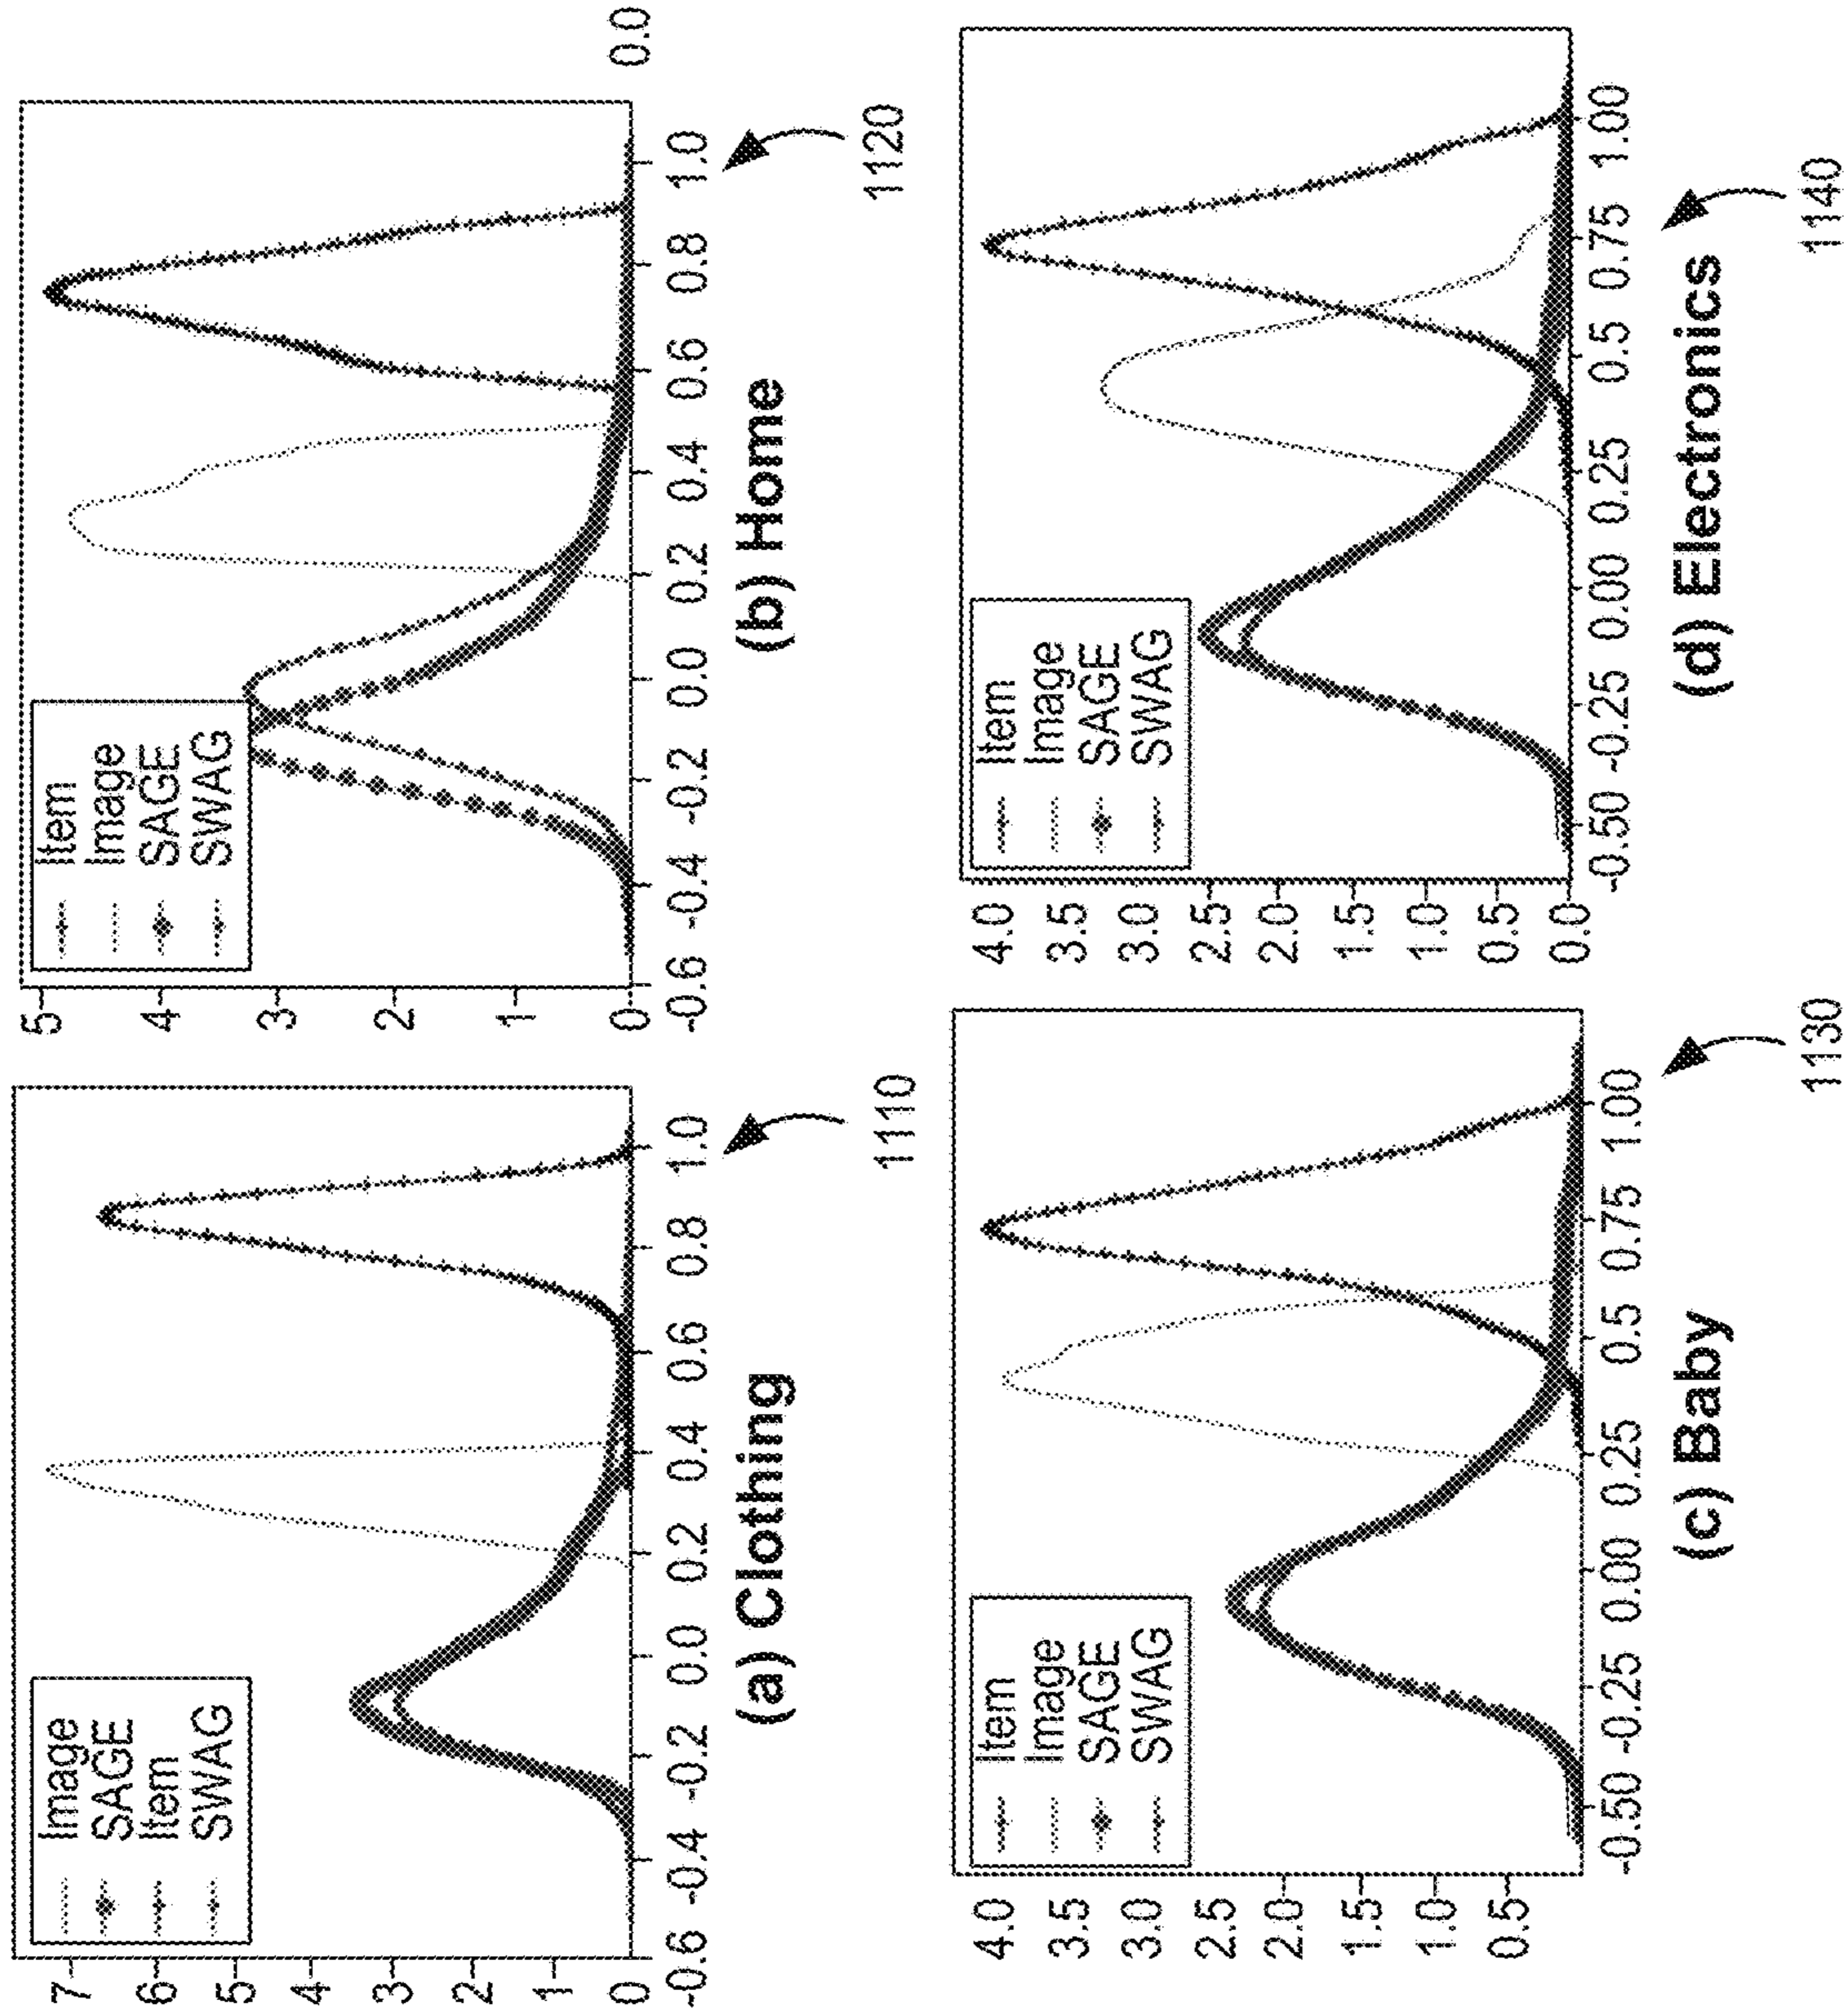 7
6
5
4
3
2
1
0
Image
SAGE
Item
SWAG
-0.6 -0.4 -0.2 0.0 0.2 0.4 0.6 0.8 1.0
(a) Clothing
1110
5
4
3
2
1
0
Item
Image
SAGE
SWAG
-0.6 -0.4 -0.2 0.0 0.2 0.4 0.6 0.8 1.0
0.0
(b) Home
1120
4.0
3.5
3.0
2.5
2.0
1.5
1.0
0.5
Item
Image
SAGE
SWAG
-0.50 -0.25 0.00 0.25 0.5 0.75 1.00
(c) Baby
1130
4.0
3.5
3.0
2.5
2.0
1.5
1.0
0.5
0.0
Item
Image
SAGE
SWAG
-0.50 -0.25 0.00 0.25 0.5 0.75 1.00
(d) Electronics
1140